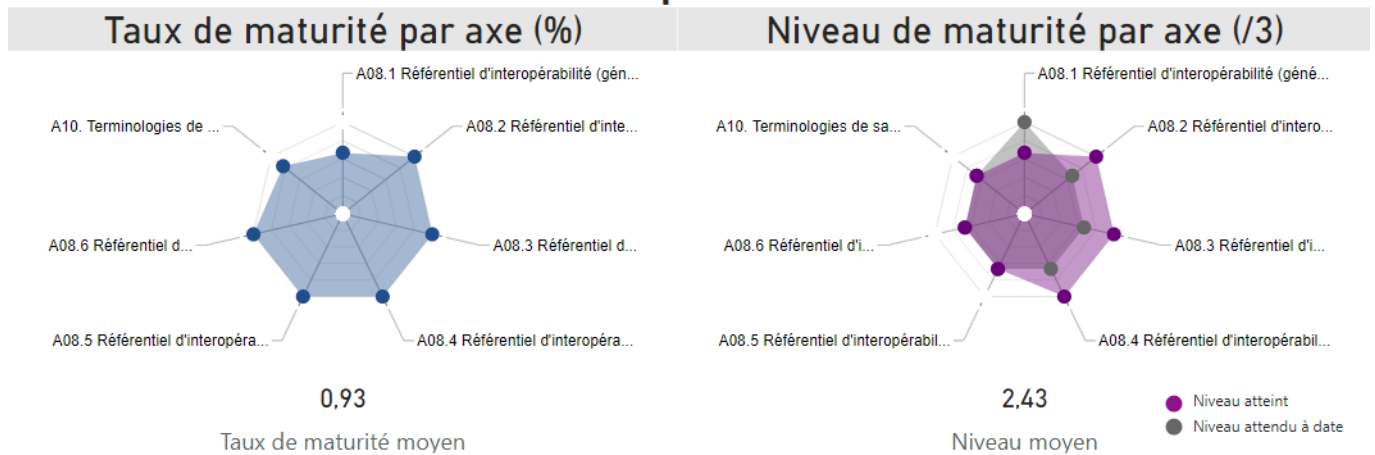 Taux de maturité par axe (%)
A08.1 Référentiel d'interopérabilité (gén...
A10. Terminologies de ...
A08.2 Référentiel d'inte...
A08.6 Référentiel d...
A08.3 Référentiel d...
A08.5 Référentiel d'interopéra...
A08.4 Référentiel d'interopéra...
0,93
Taux de maturité moyen
Niveau de maturité par axe (/3)
A08.1 Référentiel d'interopérabilité (géné...
A10. Terminologies de sa...
A08.2 Référentiel d'intero...
A08.6 Référentiel d'i...
A08.3 Référentiel d'i...
A08.5 Référentiel d'interopérabil...
A08.4 Référentiel d'interopérabil...
2,43
Niveau moyen
Niveau atteint
Niveau attendu à date